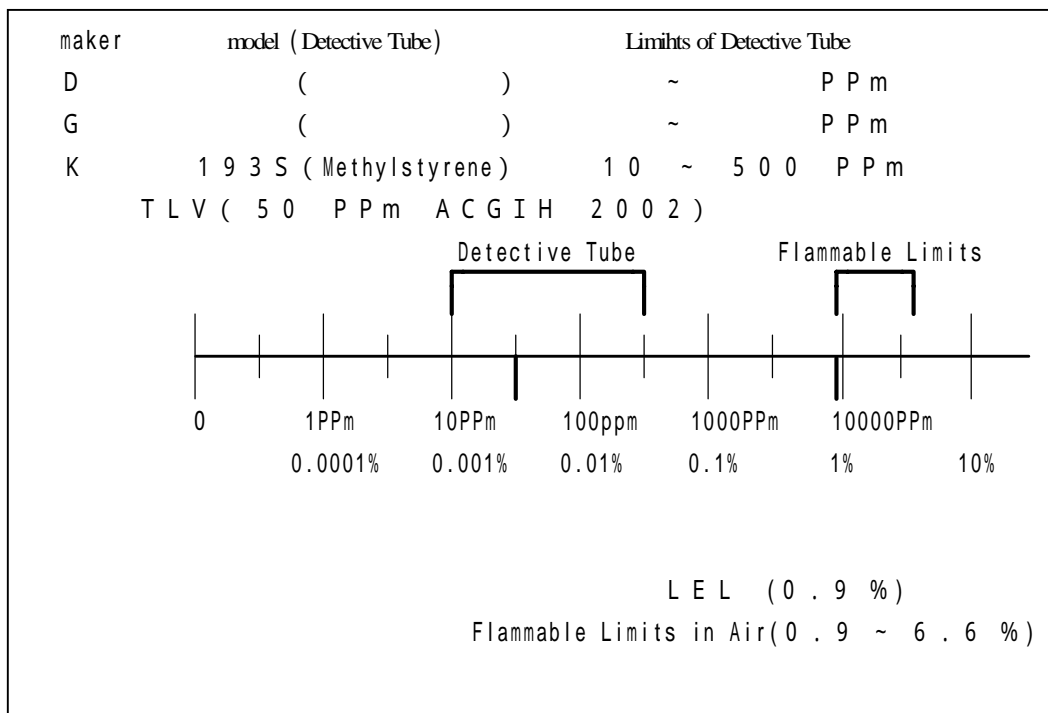 maker model (Detective Tube) Limihts of Detective Tube
D ( ) ~ PPm
G ( ) ~ PPm
K 193S(Methylstyrene) 10 ~ 500 PPm
TLV( 50 PPm ACGIH 2002)
Detective Tube Flammable Limits
0 1PPm 10PPm 100ppm 1000PPm 10000PPm
0.0001% 0.001% 0.01% 0.1% 1% 10%
LEL (0.9 %)
Flammable Limits in Air(0.9 ~ 6.6 %)